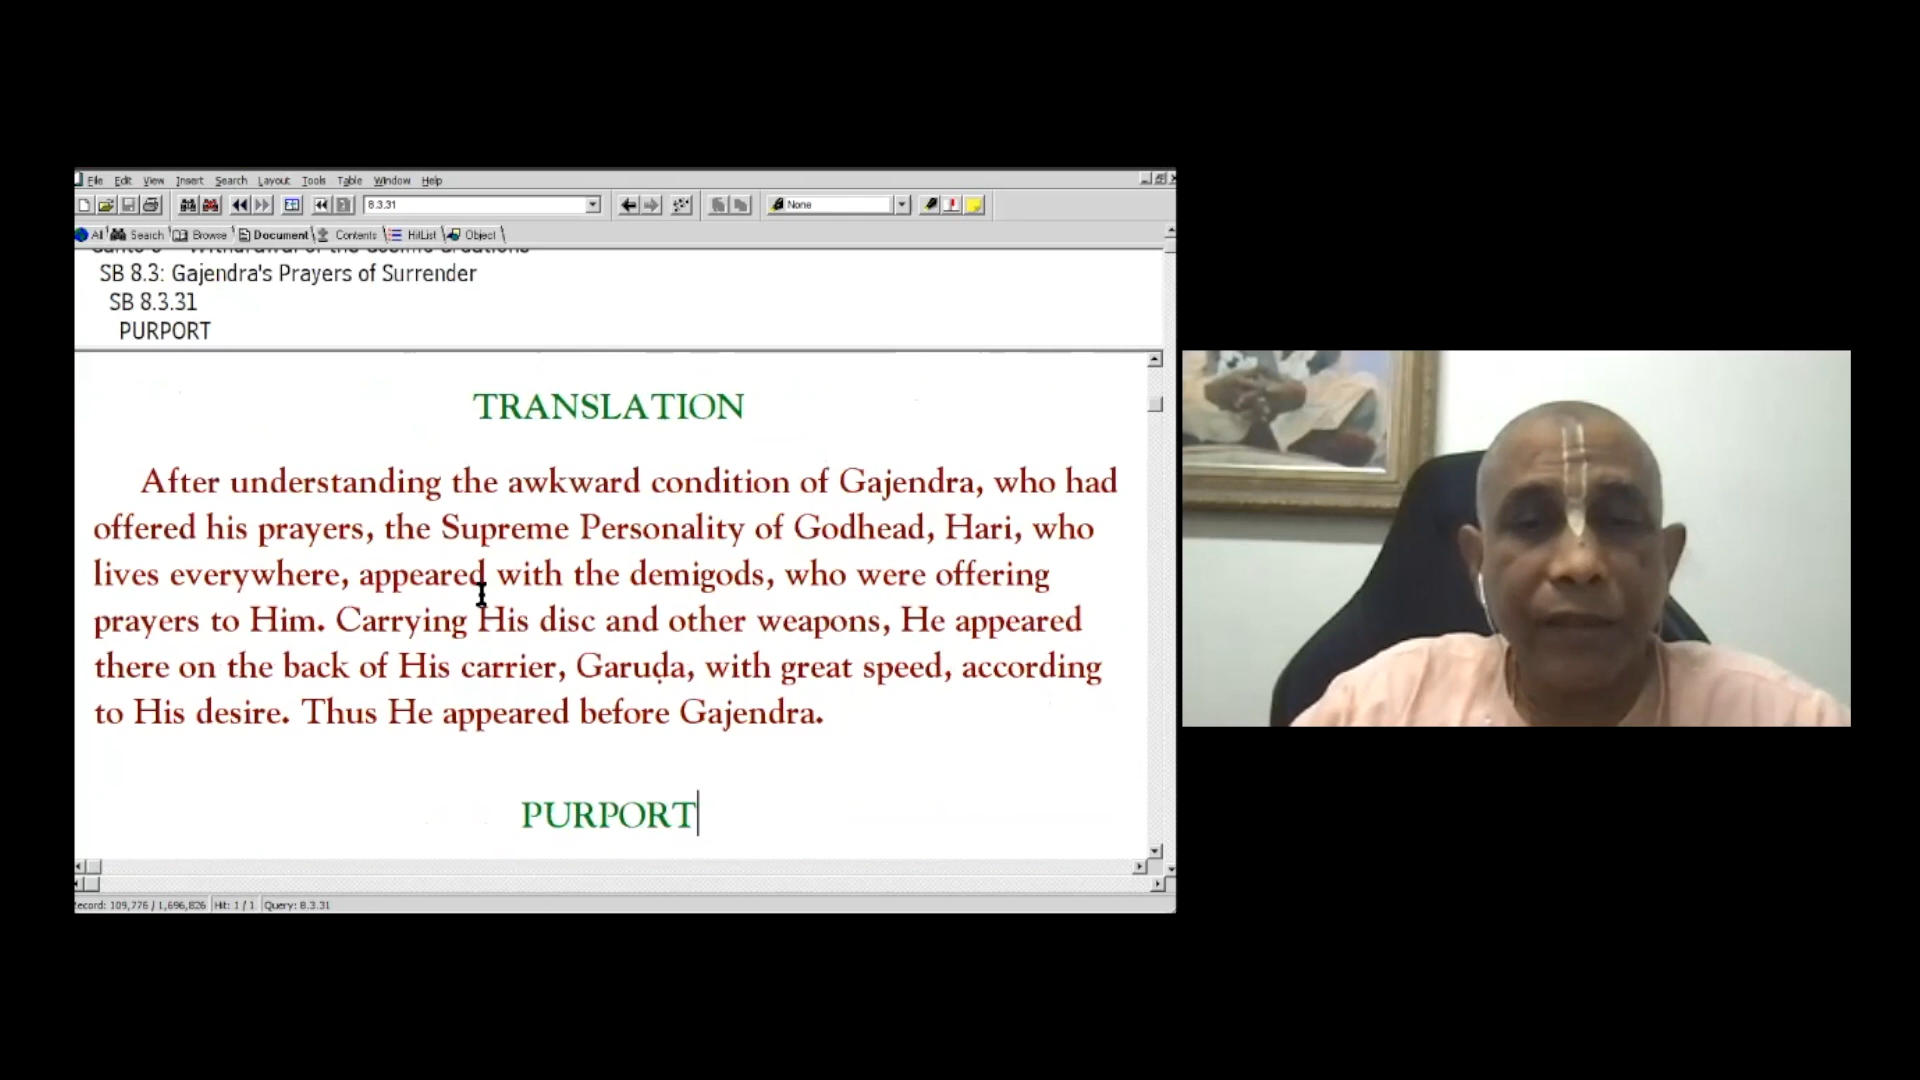 File Edit View Insert Search Layout Tools Table Window Help
8.3.31 None
All Search Browse Document Contents HitList Object
SB 8.3: Gajendra's Prayers of Surrender
SB 8.3.31
PURPORT
TRANSLATION
After understanding the awkward condition of Gajendra, who had
offered his prayers, the Supreme Personality of Godhead, Hari, who
lives everywhere, appeared with the demigods, who were offering
prayers to Him. Carrying His disc and other weapons, He appeared
there on the back of His carrier, Garuḍa, with great speed, according
to His desire. Thus He appeared before Gajendra.
PURPORT
Record: 109,776 / 1,696,826 Hit: 1 / 1 Query: 8.3.31